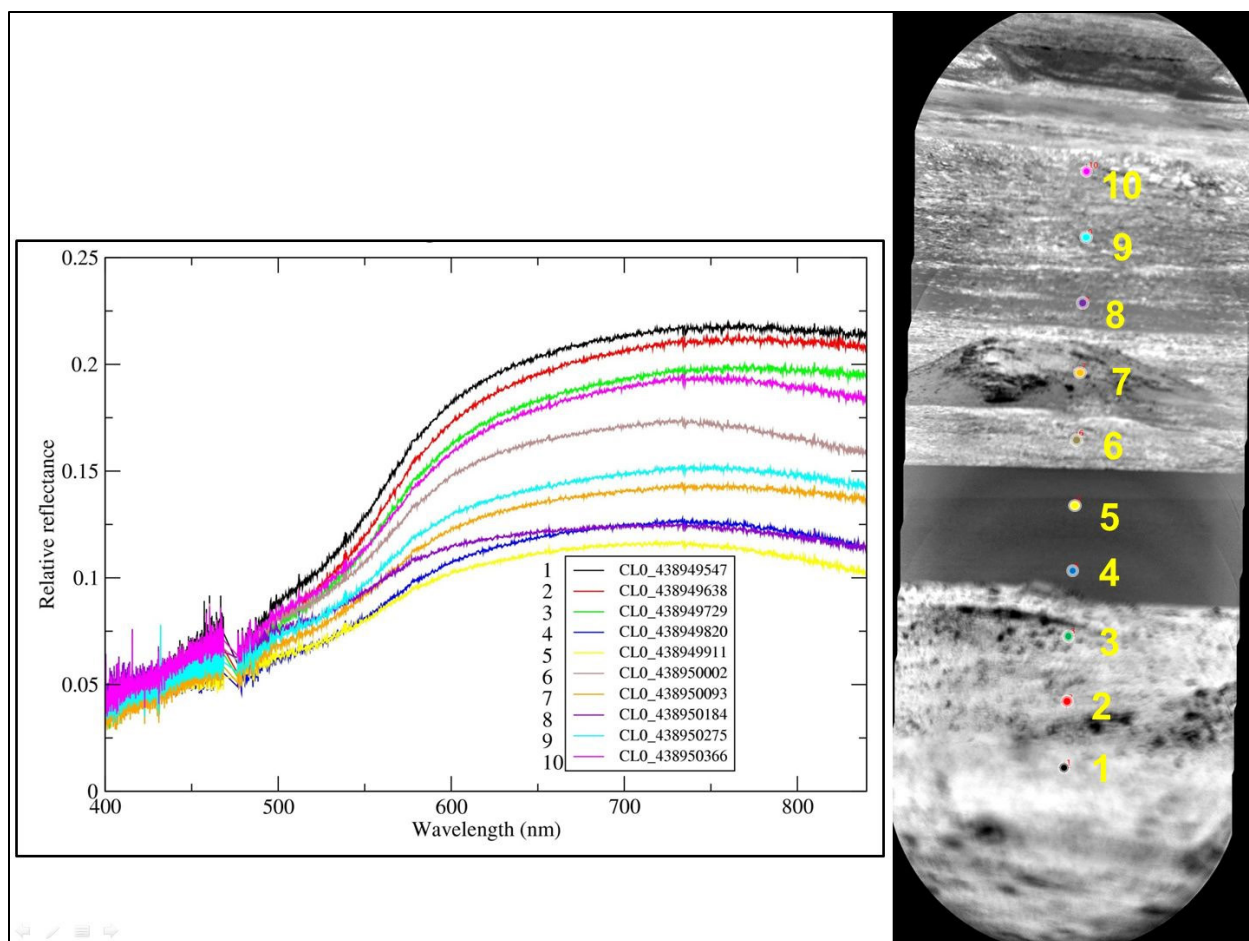 0.25
0.2
0.15
0.1
0.05
0
400
500
600
700
800
Relative reflectance
Wavelength (nm)
1 CL0_438949547
2 CL0_438949638
3 CL0_438949729
4 CL0_438949820
5 CL0_438949911
6 CL0_438950002
7 CL0_438950093
8 CL0_438950184
9 CL0_438950275
10 CL0_438950366
10
9
8
7
6
5
4
3
2
1